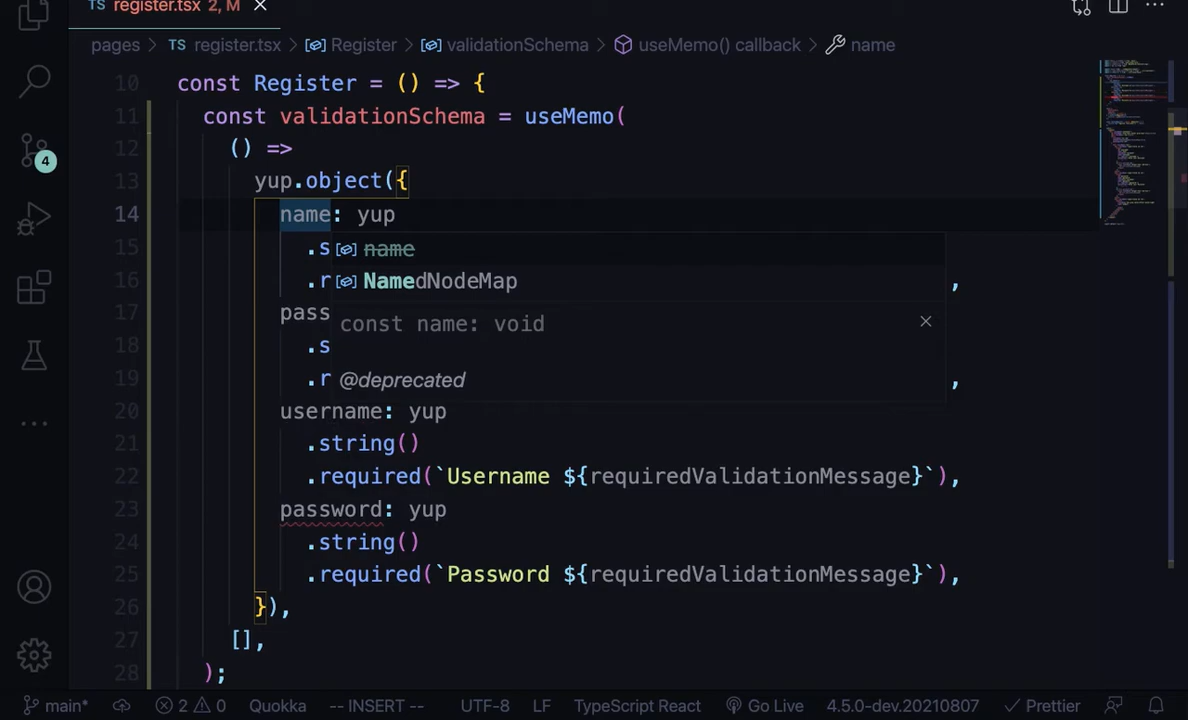 TS register.tsx 2, M
pages > TS register.tsx > Register > validationSchema > useMemo() callback > name
10 const Register = () => {
11 const validationSchema = useMemo(
12 () =>
13 yup.object({
14 name: yup
15 .s name
16 .r NamedNodeMap ,
17 pass const name: void
18 .s
19 .r @deprecated ,
20 username: yup
21 .string()
22 .required(`Username ${requiredValidationMessage}`),
23 password: yup
24 .string()
25 .required(`Password ${requiredValidationMessage}`),
26 }),
27 [],
28 );
4
main* 2 0 Quokka -- INSERT -- UTF-8 LF TypeScript React Go Live 4.5.0-dev.20210807 Prettier